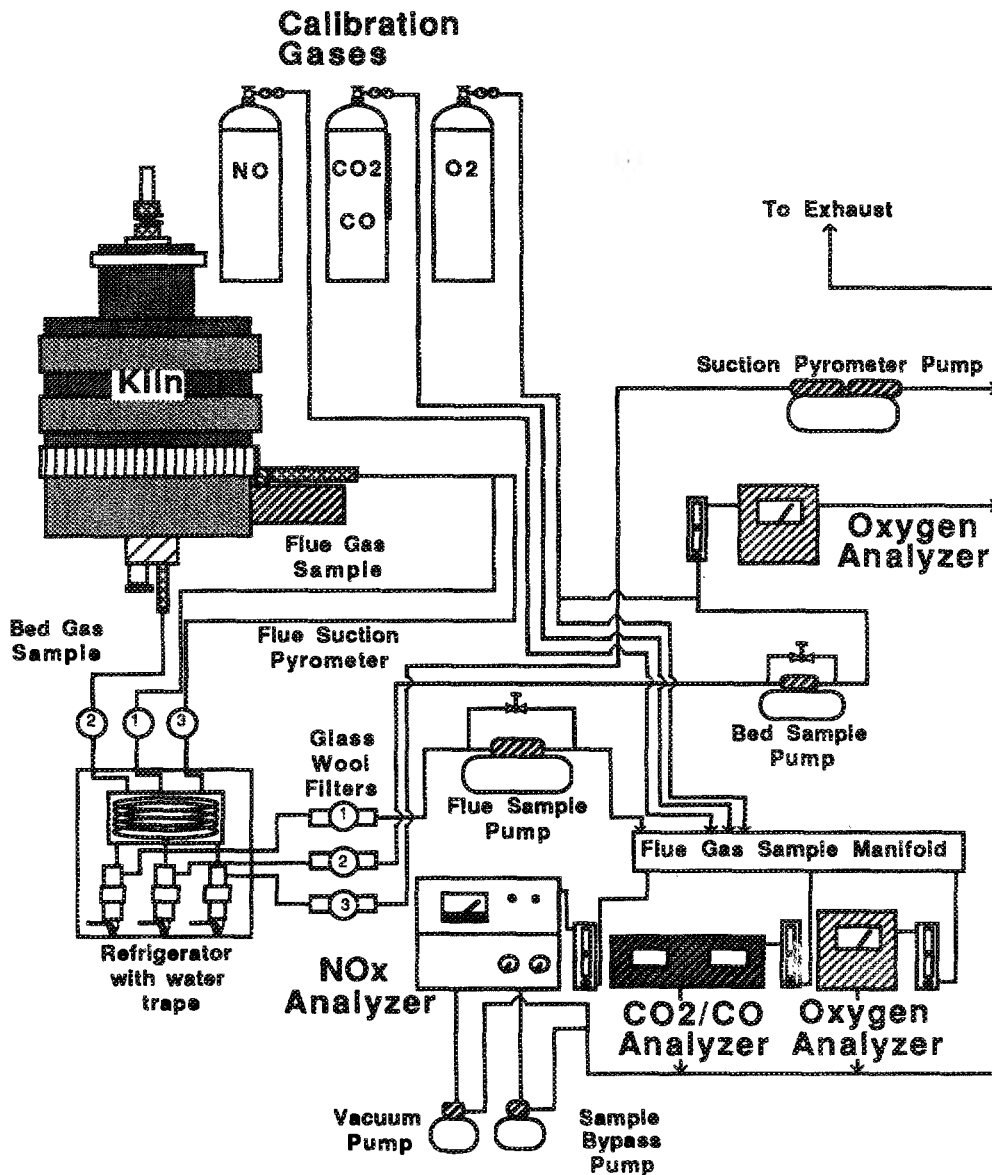 Calibration
Gases
NO
CO2
CO
O2
To Exhaust
Kiln
Suction Pyrometer Pump
Oxygen
Analyzer
Flue Gas
Sample
Bed Gas
Sample
Flue Suction
Pyrometer
2
1
3
Glass
Wool
Filters
Bed Sample
Pump
1
Flue Sample
Pump
2
3
Flue Gas Sample Manifold
Refrigerator
with water
traps
NOx
Analyzer
CO2/CO
Analyzer
Oxygen
Analyzer
Vacuum
Pump
Sample
Bypass
Pump